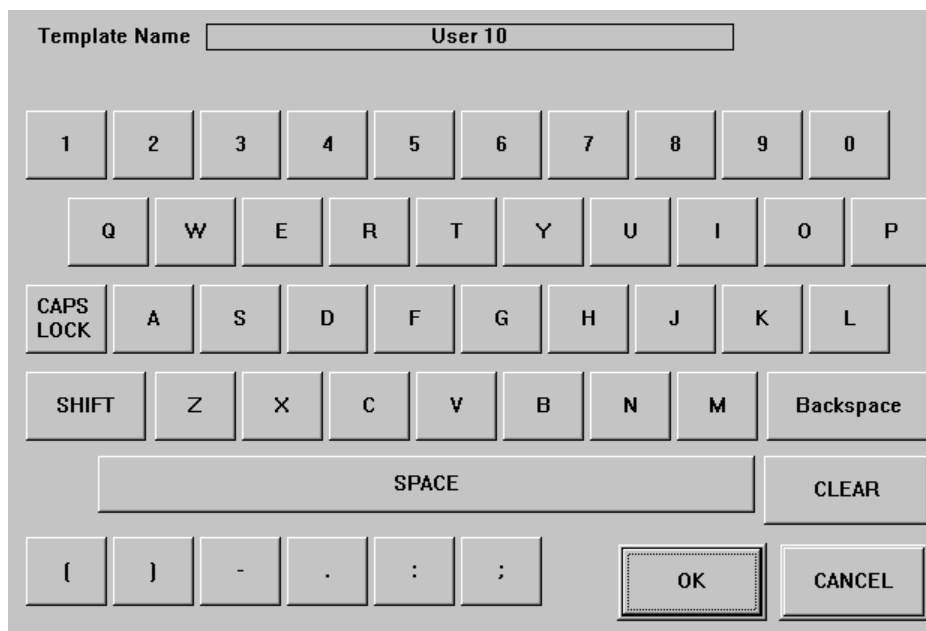 Template Name User 10
1 2 3 4 5 6 7 8 9 0
Q W E R T Y U I O P
CAPS LOCK A S D F G H J K L
SHIFT Z X C V B N M Backspace
SPACE CLEAR
( ) - . : ; OK CANCEL